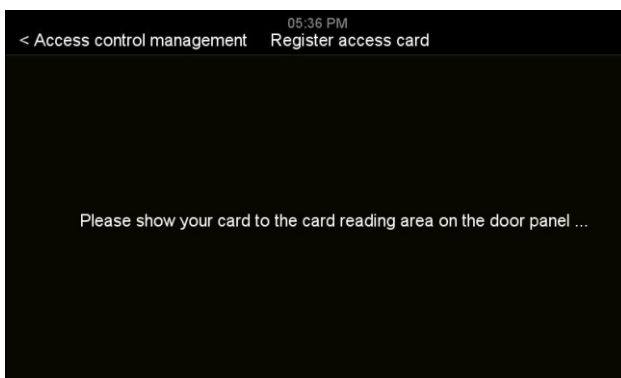 05:36 PM
< Access control management Register access card
Please show your card to the card reading area on the door panel ...